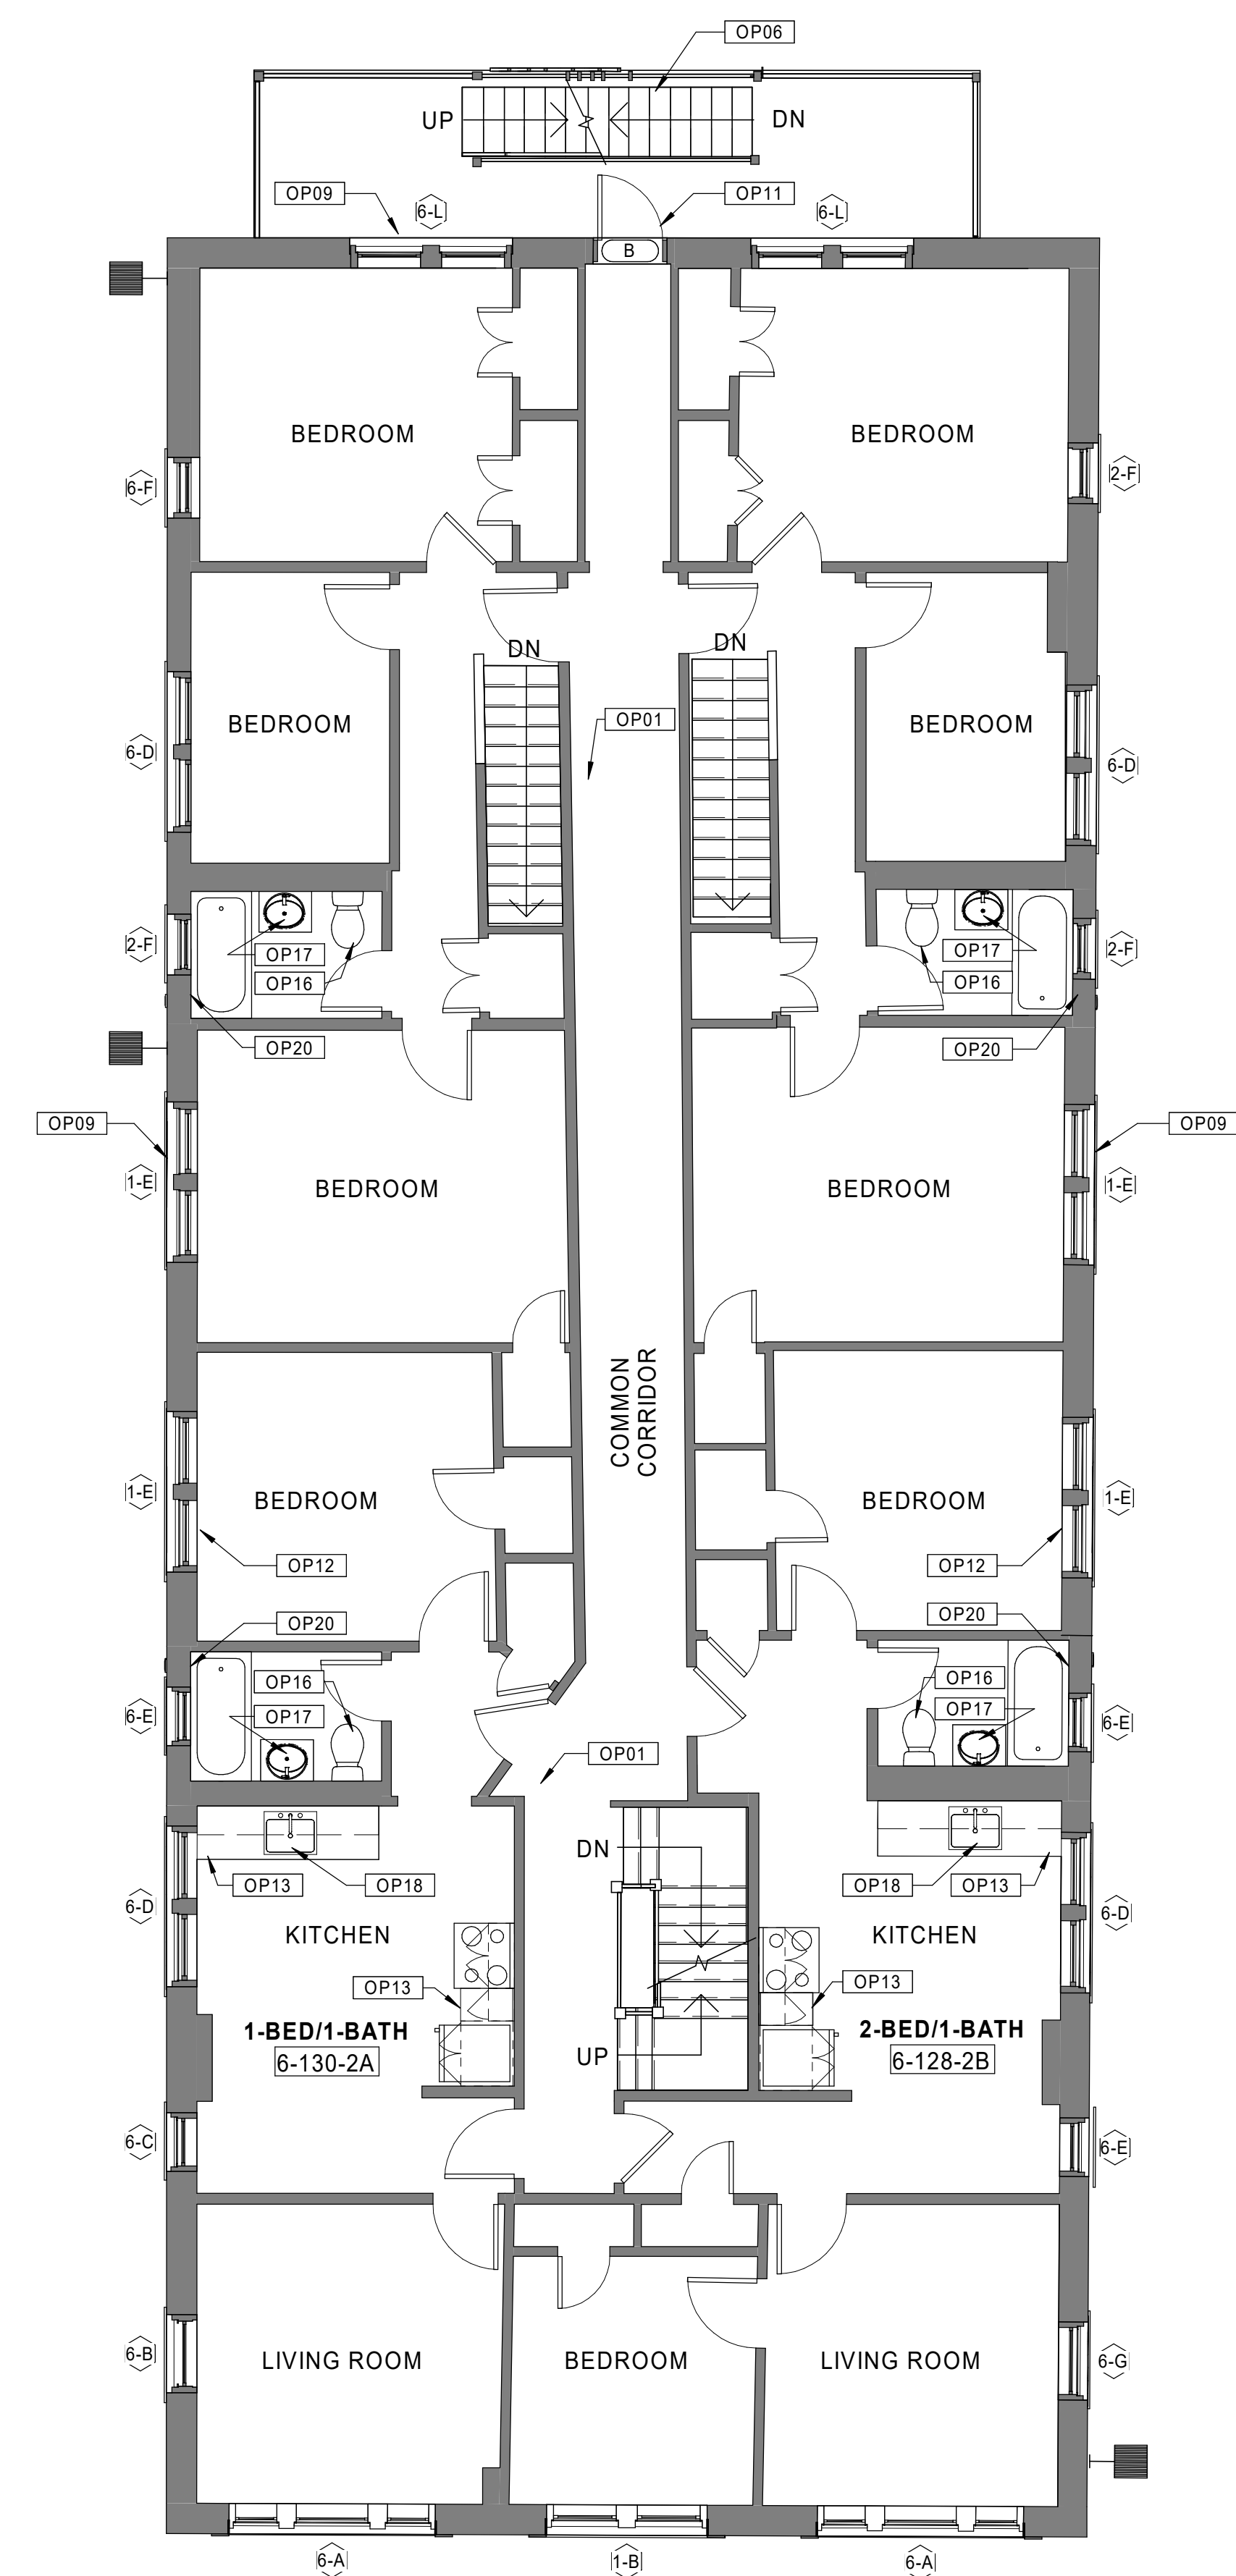 OP06
UP
DN
OP09
6-L
OP11
6-L
B
BEDROOM
BEDROOM
6-F
2-F
DN
DN
OP01
BEDROOM
BEDROOM
6-D
6-D
2-F
OP17
OP16
OP17
OP16
2-F
OP20
OP20
OP09
OP09
1-E
BEDROOM
BEDROOM
1-E
COMMON
CORRIDOR
1-E
BEDROOM
BEDROOM
1-E
OP12
OP12
OP20
OP20
OP16
OP16
6-E
OP17
OP17
6-E
OP01
DN
OP13
OP18
OP18
OP13
6-D
KITCHEN
KITCHEN
6-D
OP13
OP13
1-BED/1-BATH
6-130-2A
UP
2-BED/1-BATH
6-128-2B
6-C
6-E
6-B
LIVING ROOM
BEDROOM
LIVING ROOM
6-G
6-A
1-B
6-A